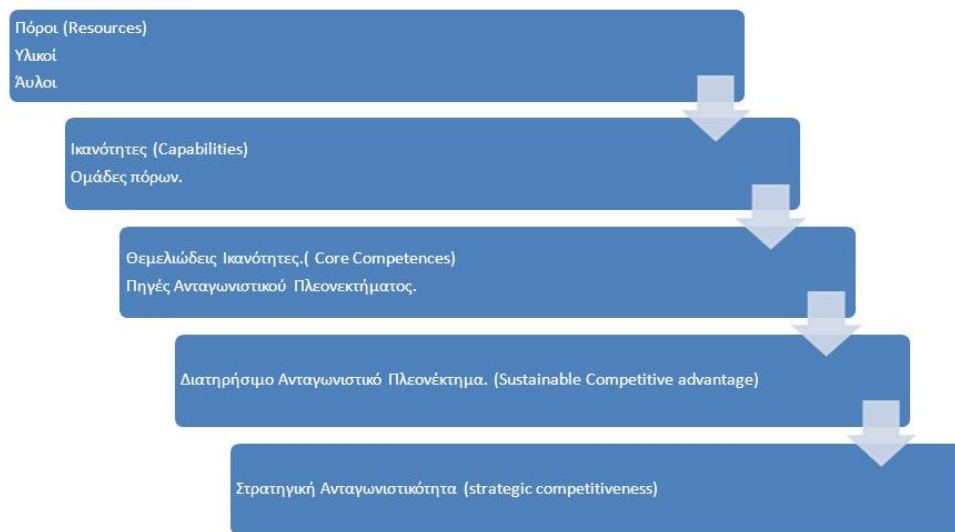 Πόροι (Resources)
Υλικοί
Άυλοι
Ικανότητες (Capabilities)
Ομάδες πόρων.
Θεμελιώδεις Ικανότητες.( Core Competences)
Πηγές Ανταγωνιστικού Πλεονεκτήματος.
Διατηρήσιμο Ανταγωνιστικό Πλεονέκτημα. (Sustainable Competitive advantage)
Στρατηγική Ανταγωνιστικότητα (strategic competitiveness)